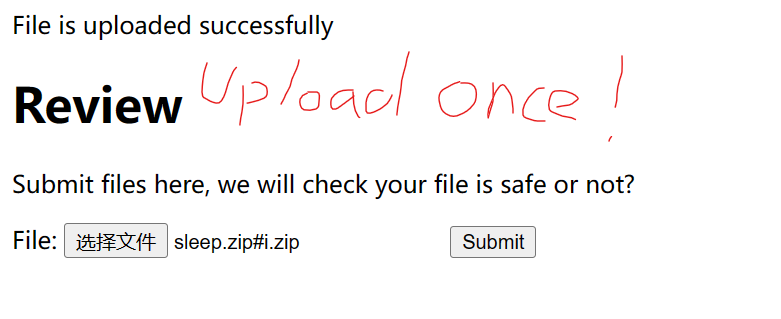 File is uploaded successfully
Review Upload once!
Submit files here, we will check your file is safe or not?
File: 选择文件 sleep.zip#i.zip Submit